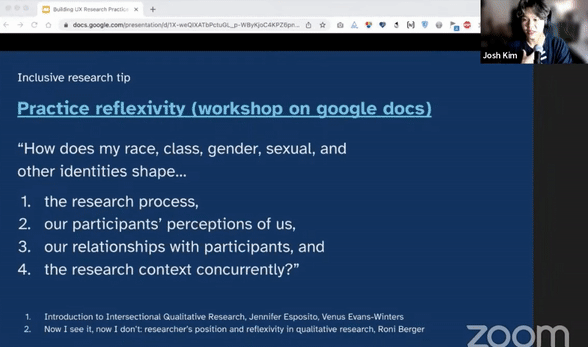 Building UX Research Practice
docs.google.com/presentation/d/1X-weQIXATbPctuGL_p-W8yKjoC4KPZ6pn...
Josh Kim
Inclusive research tip
Practice reflexivity (workshop on google docs)
“How does my race, class, gender, sexual, and
other identities shape...
1. the research process,
2. our participants’ perceptions of us,
3. our relationships with participants, and
4. the research context concurrently?”
1. Introduction to Intersectional Qualitative Research, Jennifer Esposito, Venus Evans-Winters
2. Now I see it, now I don’t: researcher’s position and reflexivity in qualitative research, Roni Berger
zoom